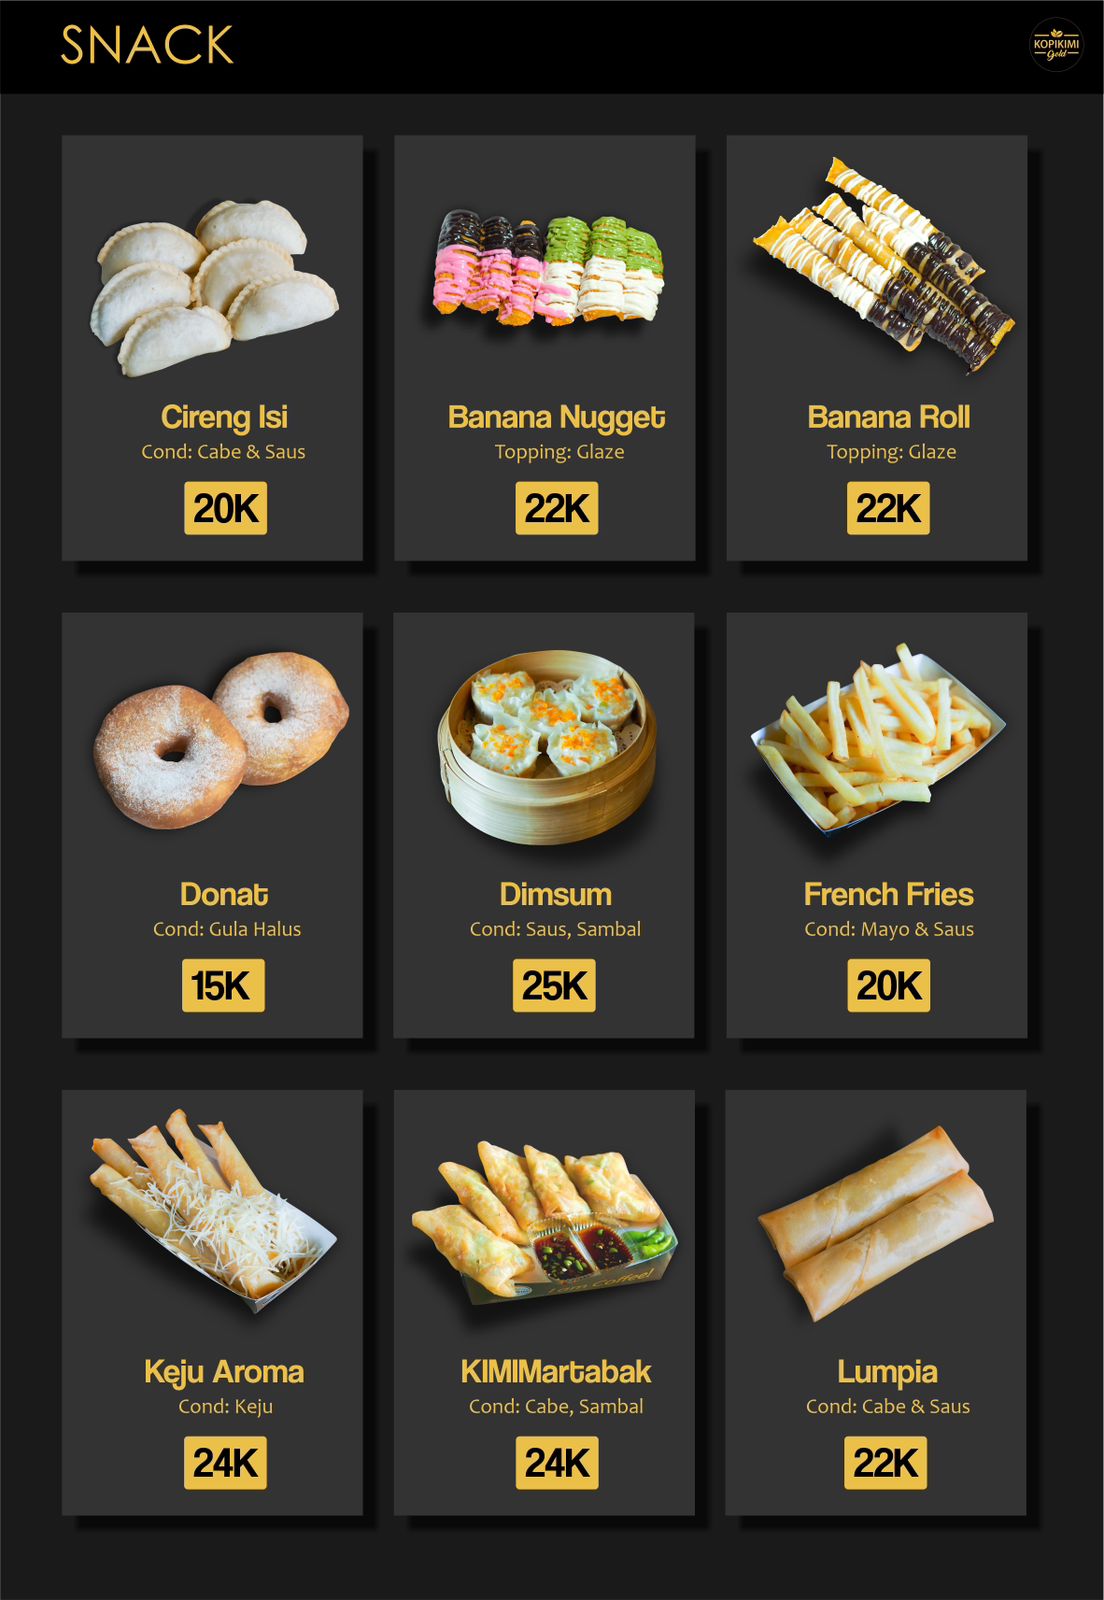 SNACK
KOPIKIMI
Gold
Cireng Isi
Cond: Cabe & Saus
20K
Banana Nugget
Topping: Glaze
22K
Banana Roll
Topping: Glaze
22K
Donat
Cond: Gula Halus
15K
Dimsum
Cond: Saus, Sambal
25K
French Fries
Cond: Mayo & Saus
20K
Keju Aroma
Cond: Keju
24K
KIMIMartabak
Cond: Cabe, Sambal
24K
Lumpia
Cond: Cabe & Saus
22K